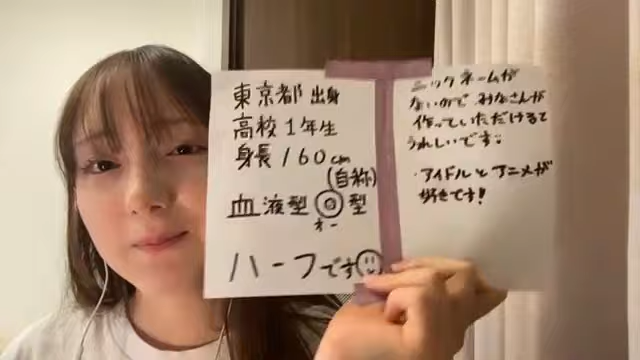 東京都出身
高校1年生
身長160cm
(自称)
血液型O型
オー
ハーフです
ニックネームが
ないので みなさんが
作っていただけると
うれしいです
・アイドルとアニメが
好きです!